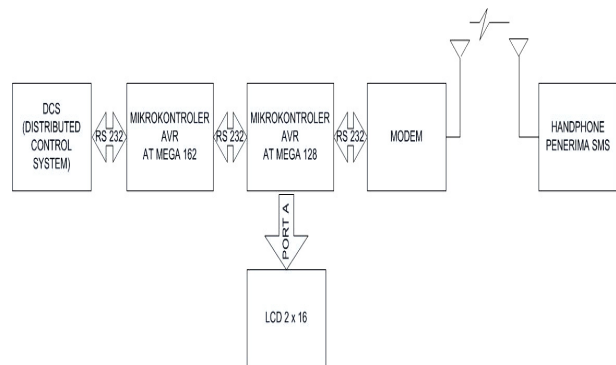 DCS
(DISTRIBUTED
CONTROL
SYSTEM)
RS 232
MIKROKONTROLER
AVR
AT MEGA 162
RS 232
MIKROKONTROLER
AVR
AT MEGA 128
RS 232
MODEM
HANDPHONE
PENERIMA SMS
PORT A
LCD 2 x 16